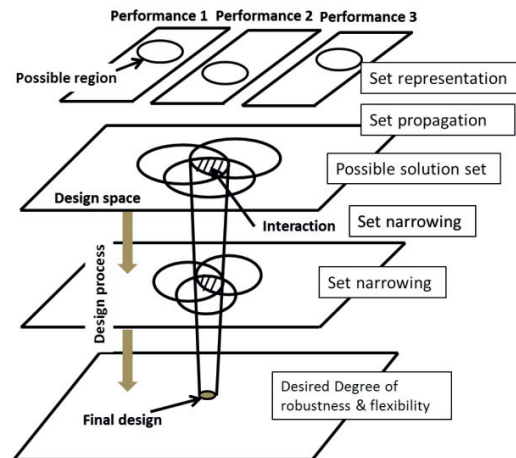 Performance 1
Performance 2
Performance 3
Possible region
Set representation
Set propagation
Possible solution set
Design space
Interaction
Set narrowing
Design process
Set narrowing
Desired Degree of
robustness & flexibility
Final design